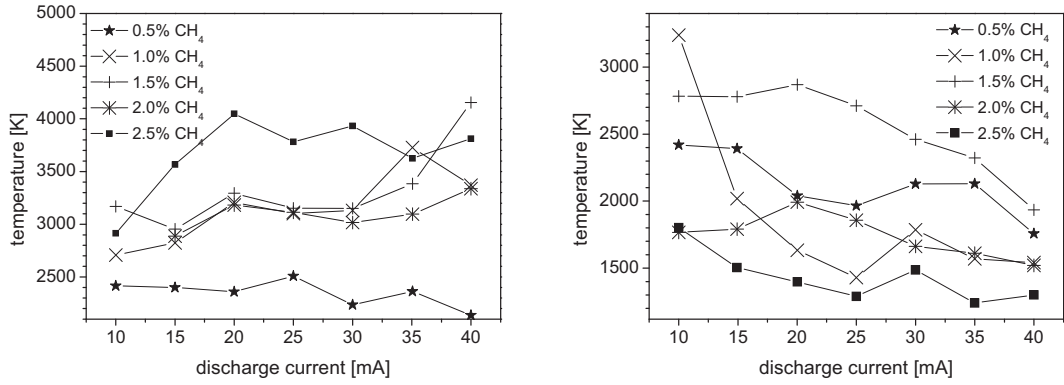 5000
4500
4000
3500
3000
2500
temperature [K]
0.5% CH4
1.0% CH4
1.5% CH4
2.0% CH4
2.5% CH4
10 15 20 25 30 35 40
discharge current [mA]
3000
2500
2000
1500
temperature [K]
0.5% CH4
1.0% CH4
1.5% CH4
2.0% CH4
2.5% CH4
10 15 20 25 30 35 40
discharge current [mA]